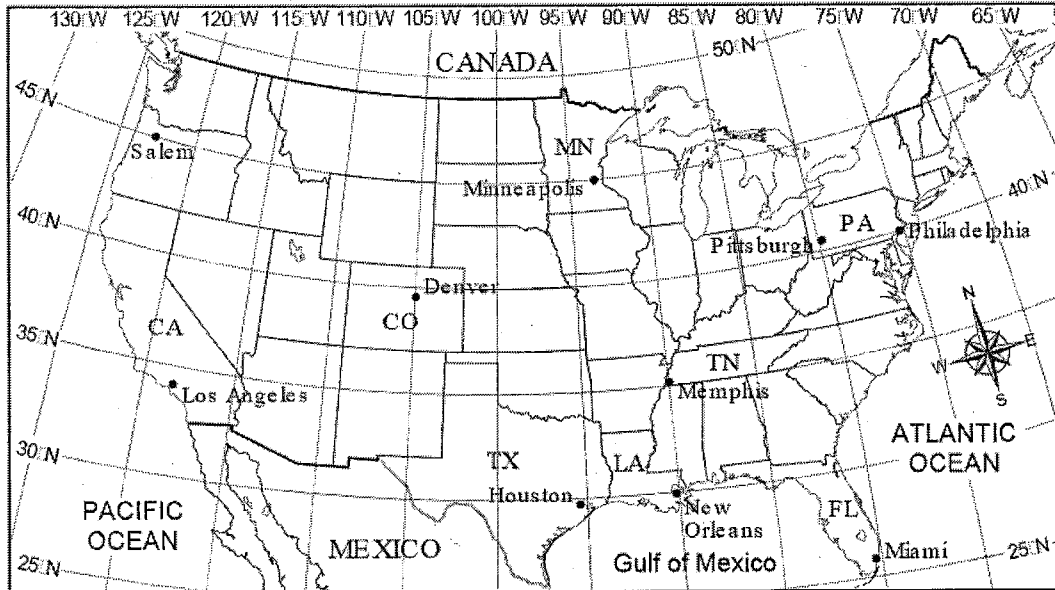 130°W 125°W 120°W 115°W 110°W 105°W 100°W 95°W 90°W 85°W 80°W 75°W 70°W 65°W
50°N
CANADA
45°N
Salem
MN
Minneapolis
40°N
PA
Pittsburgh
Philadelphia
40°N
Denver
CO
CA
N
W
E
S
35°N
TN
Memphis
Los Angeles
ATLANTIC
OCEAN
30°N
TX
LA
Houston
New
Orleans
FL
PACIFIC
OCEAN
MEXICO
Gulf of Mexico
Miami
25°N
25°N